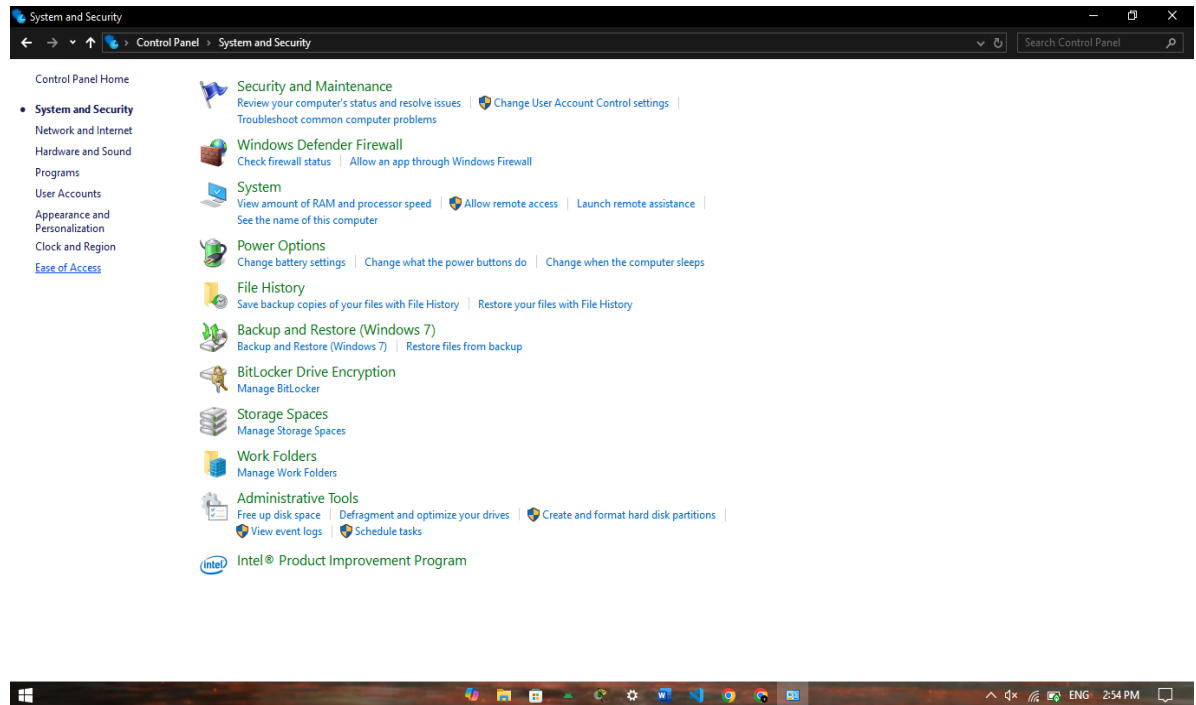 System and Security
Control Panel › System and Security
Search Control Panel
Control Panel Home
System and Security
Network and Internet
Hardware and Sound
Programs
User Accounts
Appearance and
Personalization
Clock and Region
Ease of Access
Security and Maintenance
Review your computer's status and resolve issues | Change User Account Control settings |
Troubleshoot common computer problems
Windows Defender Firewall
Check firewall status | Allow an app through Windows Firewall
System
View amount of RAM and processor speed | Allow remote access | Launch remote assistance |
See the name of this computer
Power Options
Change battery settings | Change what the power buttons do | Change when the computer sleeps
File History
Save backup copies of your files with File History | Restore your files with File History
Backup and Restore (Windows 7)
Backup and Restore (Windows 7) | Restore files from backup
BitLocker Drive Encryption
Manage BitLocker
Storage Spaces
Manage Storage Spaces
Work Folders
Manage Work Folders
Administrative Tools
Free up disk space | Defragment and optimize your drives | Create and format hard disk partitions |
View event logs | Schedule tasks
intel
Intel® Product Improvement Program
ENG 2:54 PM